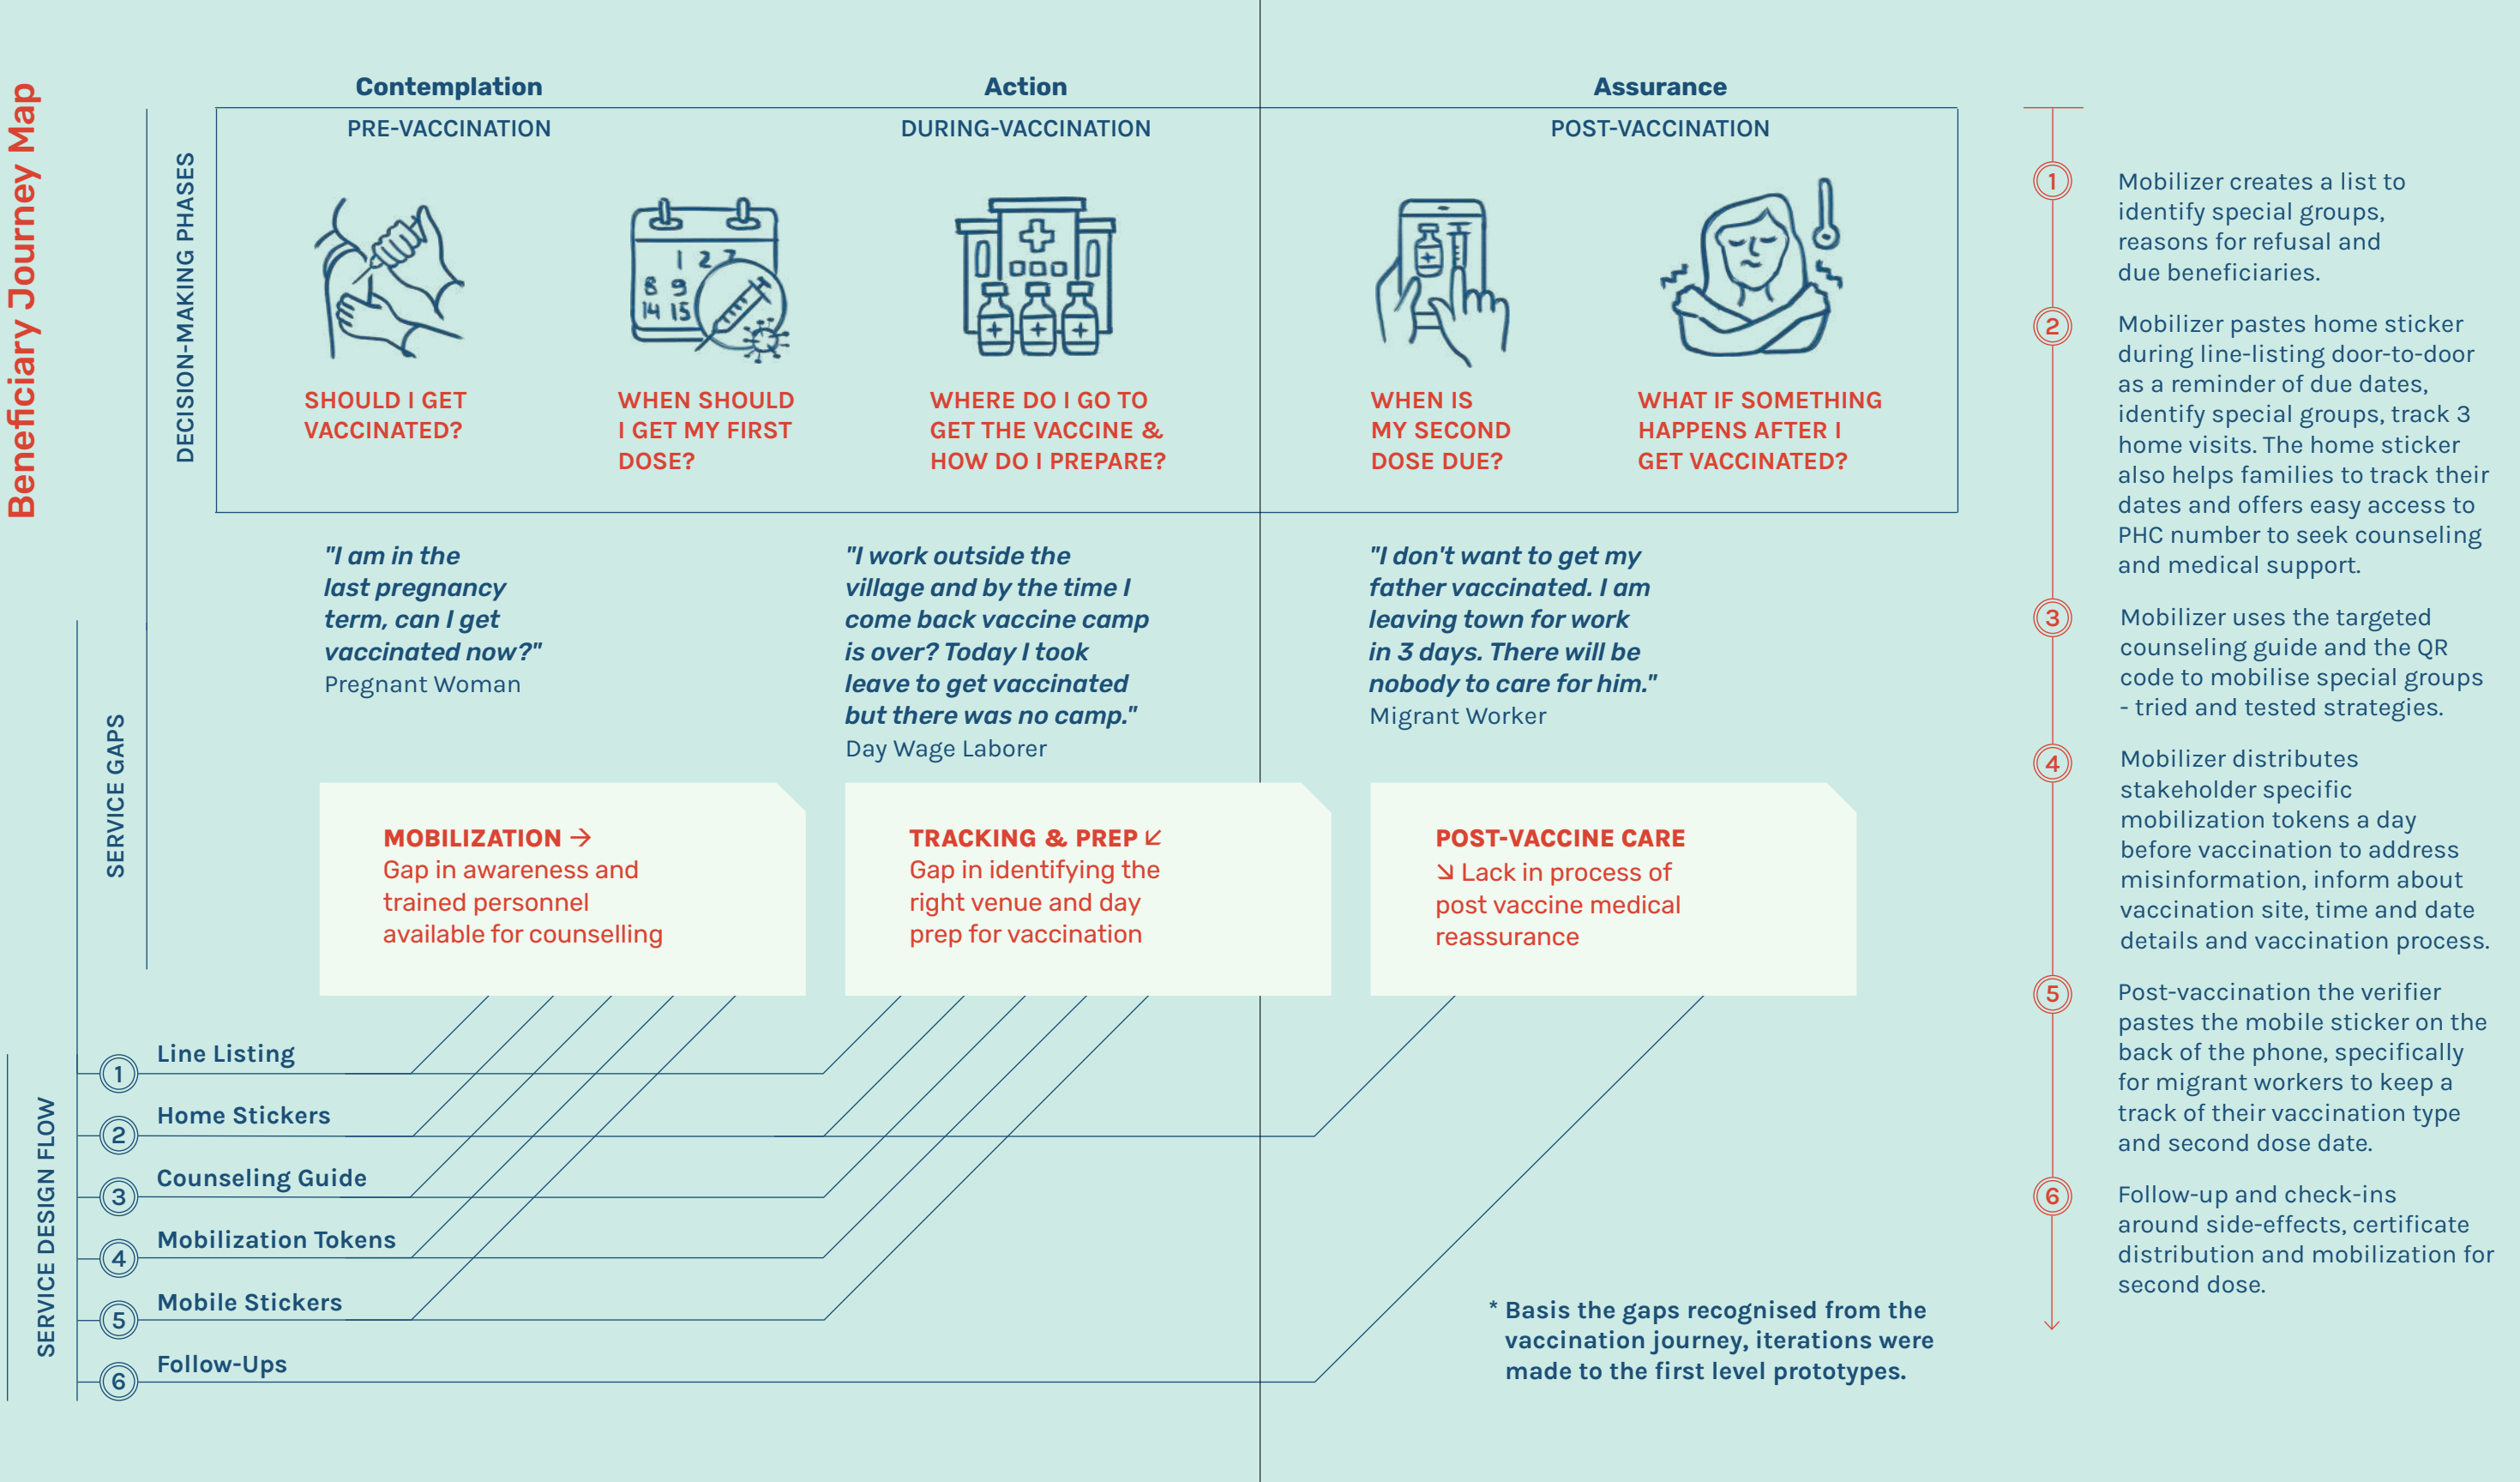 Beneficiary Journey Map
DECISION-MAKING PHASES
Contemplation
PRE-VACCINATION
Action
DURING-VACCINATION
Assurance
POST-VACCINATION
1 2 7
8 9
14 15
SHOULD I GET
VACCINATED?
WHEN SHOULD
I GET MY FIRST
DOSE?
WHERE DO I GO TO
GET THE VACCINE &
HOW DO I PREPARE?
WHEN IS
MY SECOND
DOSE DUE?
WHAT IF SOMETHING
HAPPENS AFTER I
GET VACCINATED?
SERVICE GAPS
"I am in the
last pregnancy
term, can I get
vaccinated now?"
Pregnant Woman
"I work outside the
village and by the time I
come back vaccine camp
is over? Today I took
leave to get vaccinated
but there was no camp."
Day Wage Laborer
"I don't want to get my
father vaccinated. I am
leaving town for work
in 3 days. There will be
nobody to care for him."
Migrant Worker
MOBILIZATION →
Gap in awareness and
trained personnel
available for counselling
TRACKING & PREP ↙
Gap in identifying the
right venue and day
prep for vaccination
POST-VACCINE CARE
↘ Lack in process of
post vaccine medical
reassurance
SERVICE DESIGN FLOW
1 Line Listing
2 Home Stickers
3 Counseling Guide
4 Mobilization Tokens
5 Mobile Stickers
6 Follow-Ups
* Basis the gaps recognised from the
vaccination journey, iterations were
made to the first level prototypes.
1 Mobilizer creates a list to
identify special groups,
reasons for refusal and
due beneficiaries.
2 Mobilizer pastes home sticker
during line-listing door-to-door
as a reminder of due dates,
identify special groups, track 3
home visits. The home sticker
also helps families to track their
dates and offers easy access to
PHC number to seek counseling
and medical support.
3 Mobilizer uses the targeted
counseling guide and the QR
code to mobilise special groups
- tried and tested strategies.
4 Mobilizer distributes
stakeholder specific
mobilization tokens a day
before vaccination to address
misinformation, inform about
vaccination site, time and date
details and vaccination process.
5 Post-vaccination the verifier
pastes the mobile sticker on the
back of the phone, specifically
for migrant workers to keep a
track of their vaccination type
and second dose date.
6 Follow-up and check-ins
around side-effects, certificate
distribution and mobilization for
second dose.